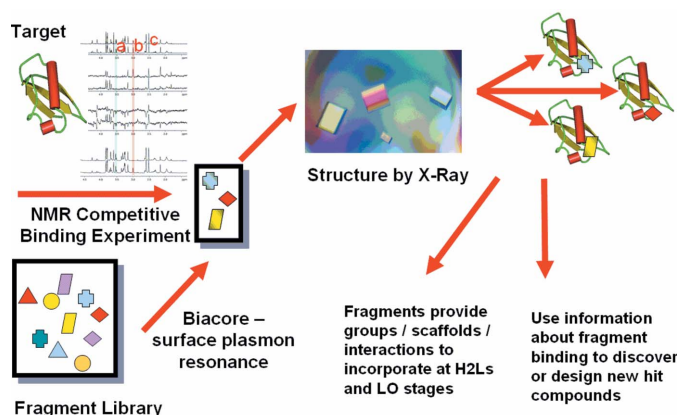 Target
a b c
NMR Competitive
Binding Experiment
Structure by X-Ray
Biacore –
surface plasmon
resonance
Fragment Library
Fragments provide
groups / scaffolds /
interactions to
incorporate at H2Ls
and LO stages
Use information
about fragment
binding to discover
or design new hit
compounds